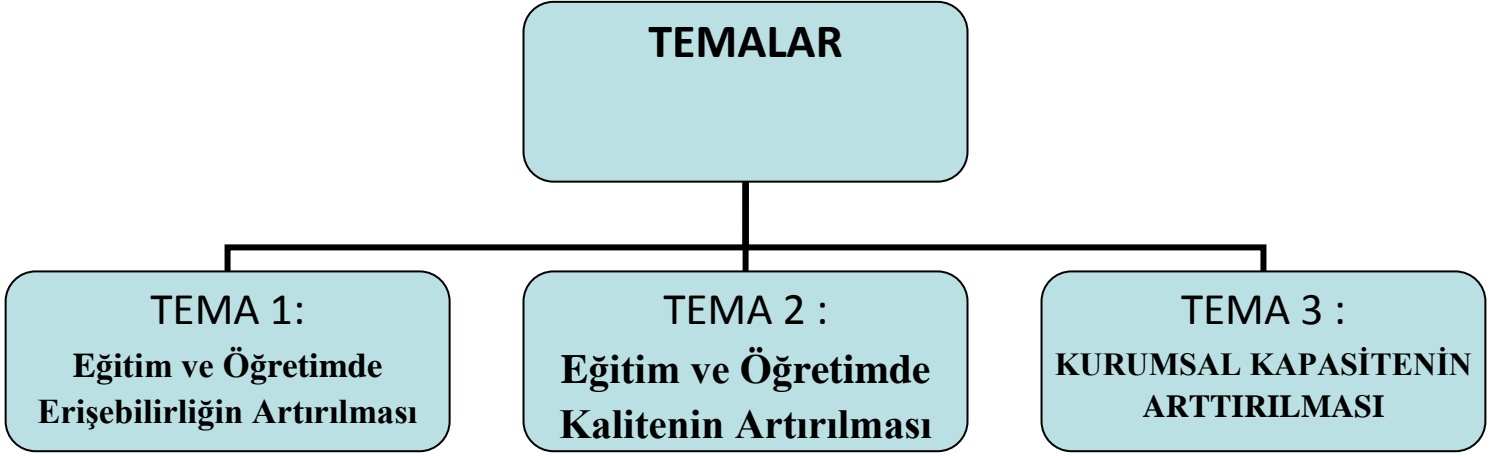 TEMALAR
TEMA 1:
Eğitim ve Öğretimde
Erişebilirliğin Artırılması
TEMA 2 :
Eğitim ve Öğretimde
Kalitenin Artırılması
TEMA 3 :
KURUMSAL KAPASİTENİN
ARTTIRILMASI